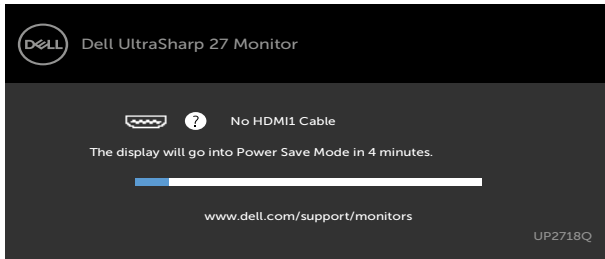 DELL
Dell UltraSharp 27 Monitor
? No HDMI1 Cable
The display will go into Power Save Mode in 4 minutes.
www.dell.com/support/monitors
UP2718Q